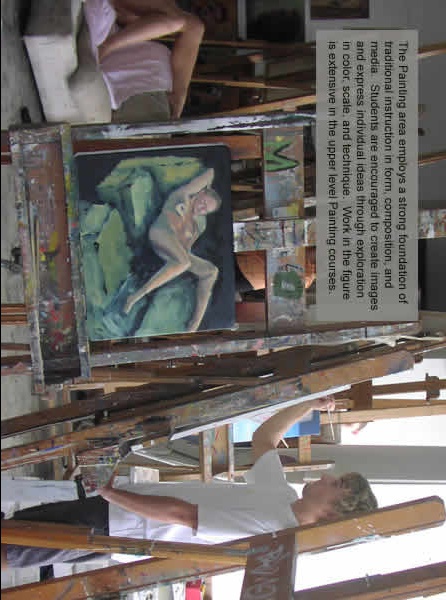 The Painting area employs a strong foundation of
traditional instruction in form, composition, and
media. Students are encouraged to create images
and express individual ideas through exploration
in color, scale, and technique. Work in the figure
is extensive in the upper level Painting courses.